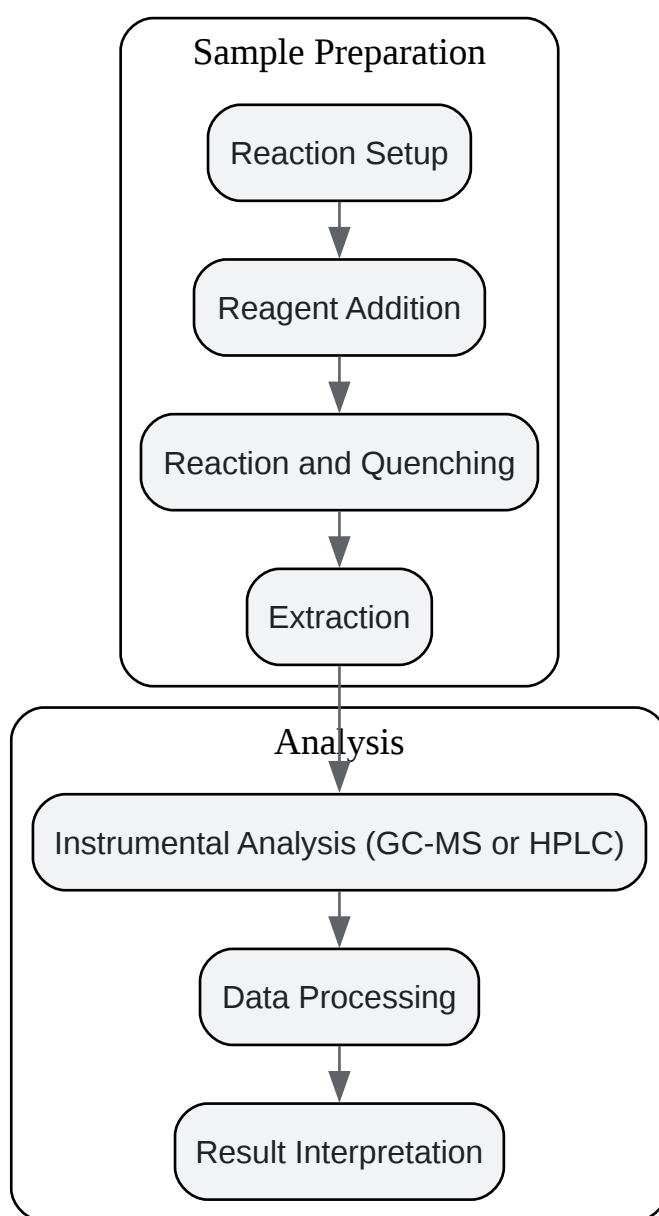 Sample Preparation
Reaction Setup
Reagent Addition
Reaction and Quenching
Extraction
Analysis
Instrumental Analysis (GC-MS or HPLC)
Data Processing
Result Interpretation